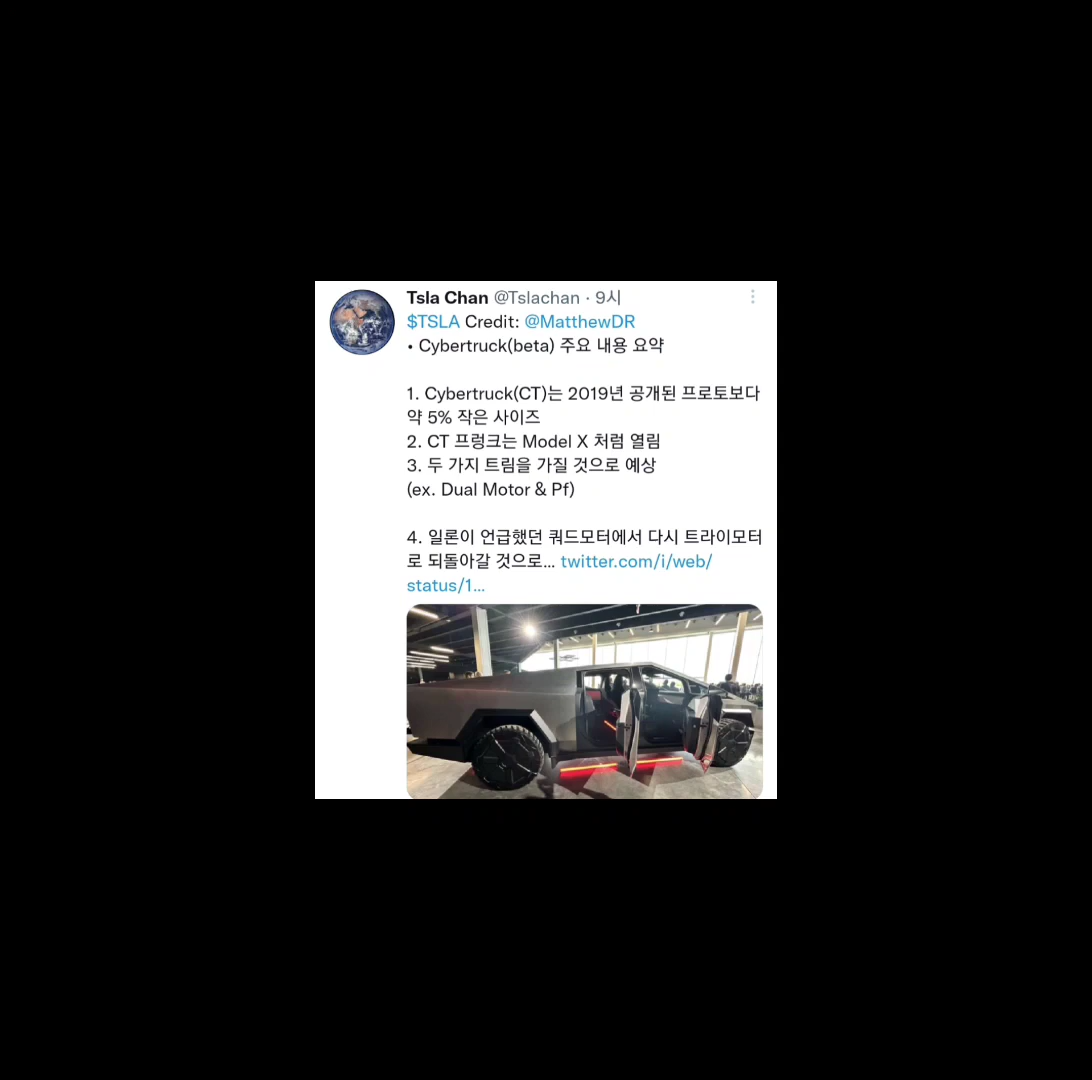 Tsla Chan @Tslachan · 9시
$TSLA Credit: @MatthewDR
• Cybertruck(beta) 주요 내용 요약
1. Cybertruck(CT)는 2019년 공개된 프로토보다
약 5% 작은 사이즈
2. CT 프렁크는 Model X 처럼 열림
3. 두 가지 트림을 가질 것으로 예상
(ex. Dual Motor & Pf)
4. 일론이 언급했던 쿼드모터에서 다시 트라이모터
로 되돌아갈 것으로... twitter.com/i/web/
status/1...